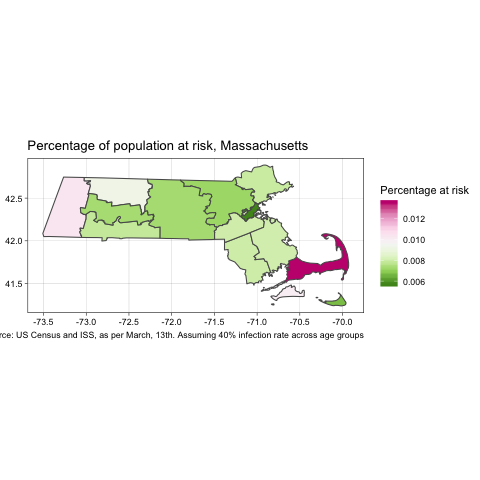 Percentage of population at risk, Massachusetts
Percentage at risk
0.012
0.010
0.008
0.006
42.5
42.0
41.5
-73.5 -73.0 -72.5 -72.0 -71.5 -71.0 -70.5 -70.0
rce: US Census and ISS, as per March, 13th. Assuming 40% infection rate across age groups